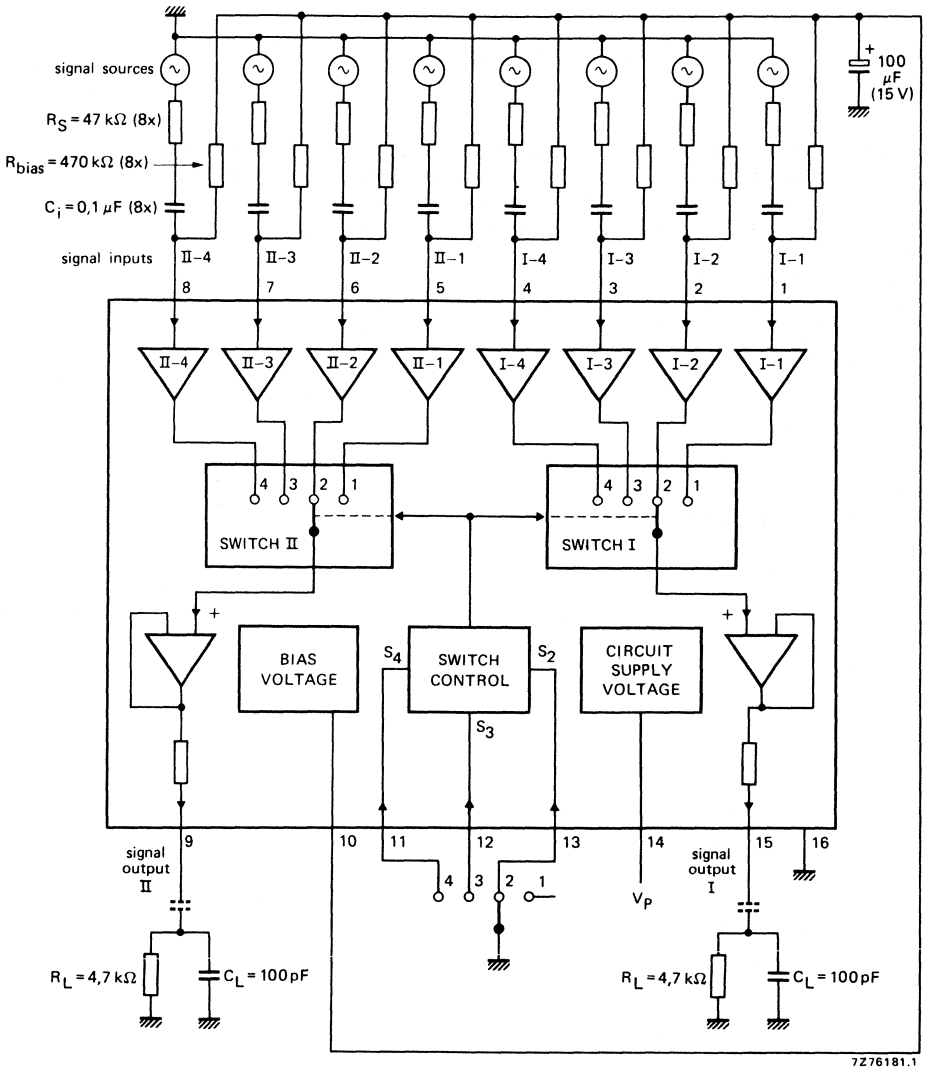 signal sources
+
100
µF
(15 V)
R_S = 47 kΩ (8x)
R_bias = 470 kΩ (8x)
C_i = 0,1 µF (8x)
signal inputs
II–4 II–3 II–2 II–1 I–4 I–3 I–2 I–1
8 7 6 5 4 3 2 1
II–4 II–3 II–2 II–1 I–4 I–3 I–2 I–1
4 3 2 1
4 3 2 1
SWITCH II
SWITCH I
+
+
BIAS
VOLTAGE
S4
SWITCH
CONTROL
S2
S3
CIRCUIT
SUPPLY
VOLTAGE
9 10 11 12 13 14 15 16
signal
output
II
4 3 2 1
V_P
signal
output
I
R_L = 4,7 kΩ
C_L = 100 pF
R_L = 4,7 kΩ
C_L = 100 pF
7Z76181.1